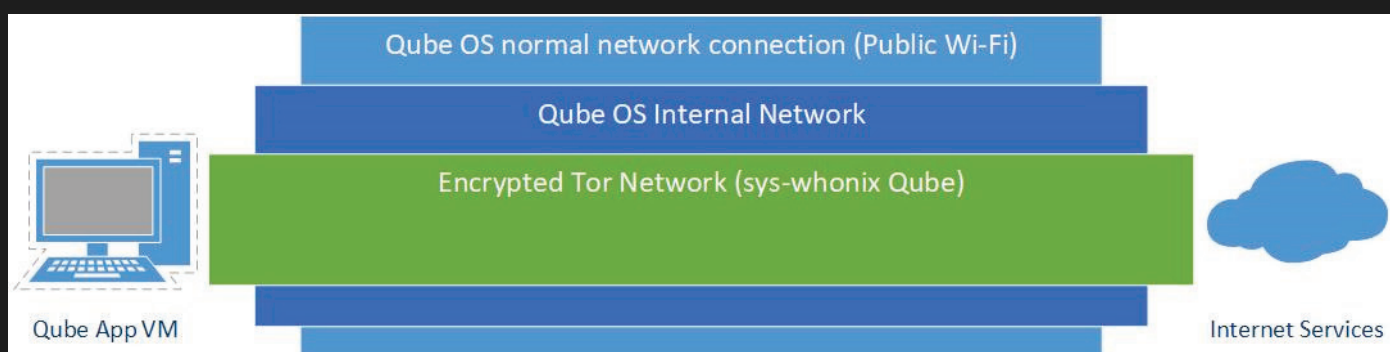 Qube OS normal network connection (Public Wi-Fi)
Qube OS Internal Network
Encrypted Tor Network (sys-whonix Qube)
Qube App VM
Internet Services